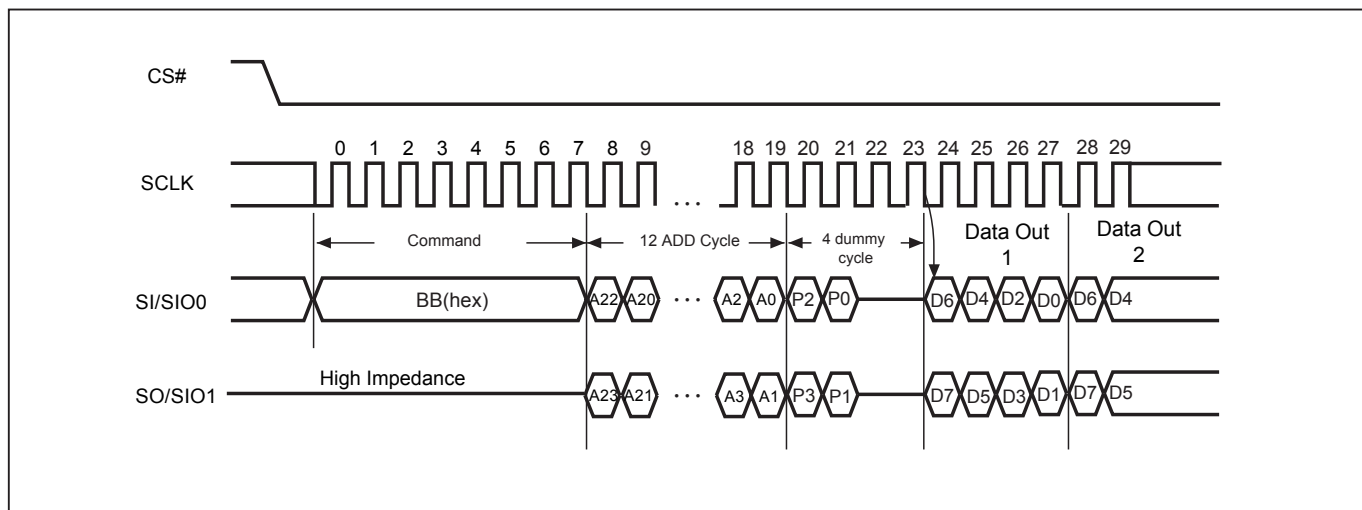 CS#
0 1 2 3 4 5 6 7 8 9 18 19 20 21 22 23 24 25 26 27 28 29
SCLK
...
Command
12 ADD Cycle
4 dummy
cycle
Data Out
1
Data Out
2
SI/SIO0
BB(hex)
A22 A20 ... A2 A0 P2 P0 D6 D4 D2 D0 D6 D4
High Impedance
SO/SIO1
A23 A21 ... A3 A1 P3 P1 D7 D5 D3 D1 D7 D5